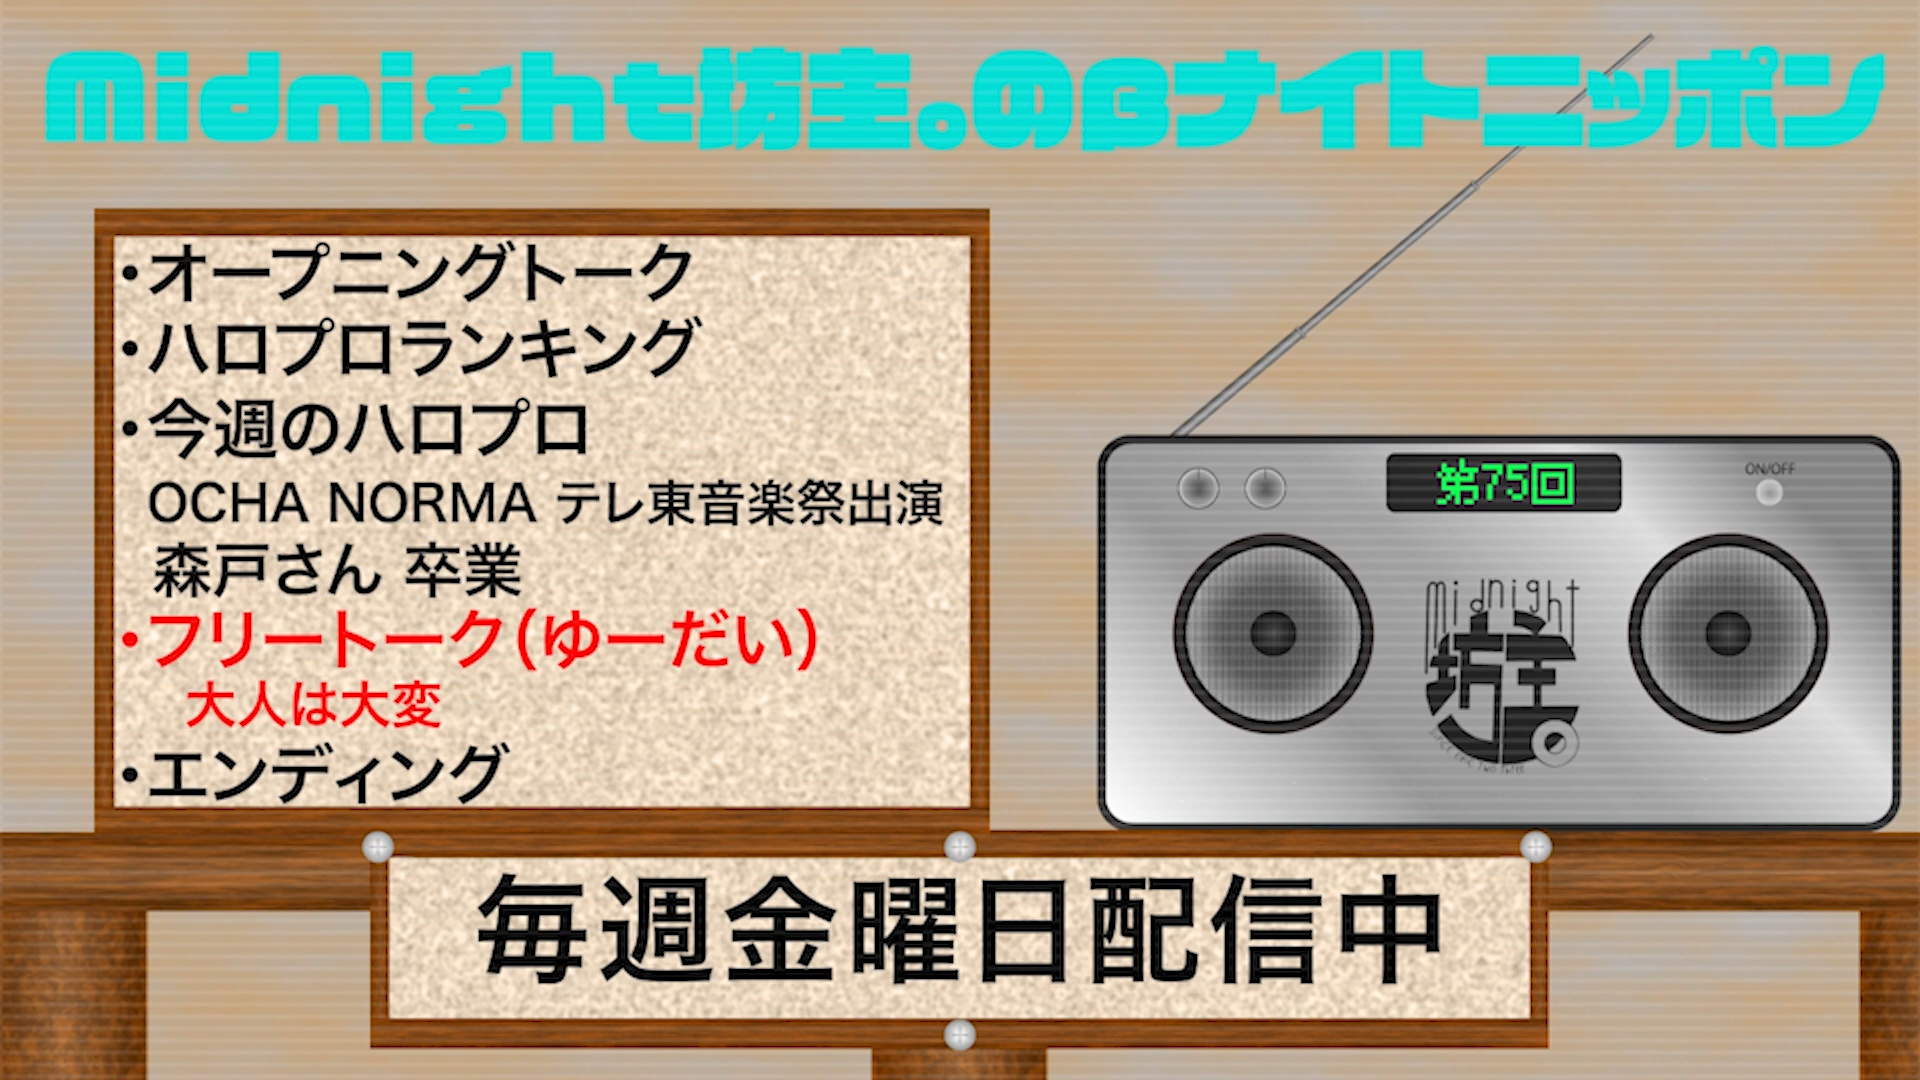 Midnight坊主。のBナイトニッポン
・オープニングトーク
・ハロプロランキング
・今週のハロプロ
OCHA NORMA テレ東音楽祭出演
森戸さん 卒業
・フリートーク(ゆーだい)
大人は大変
・エンディング
第75回
ON/OFF
midnight
坊主。
毎週金曜日配信中